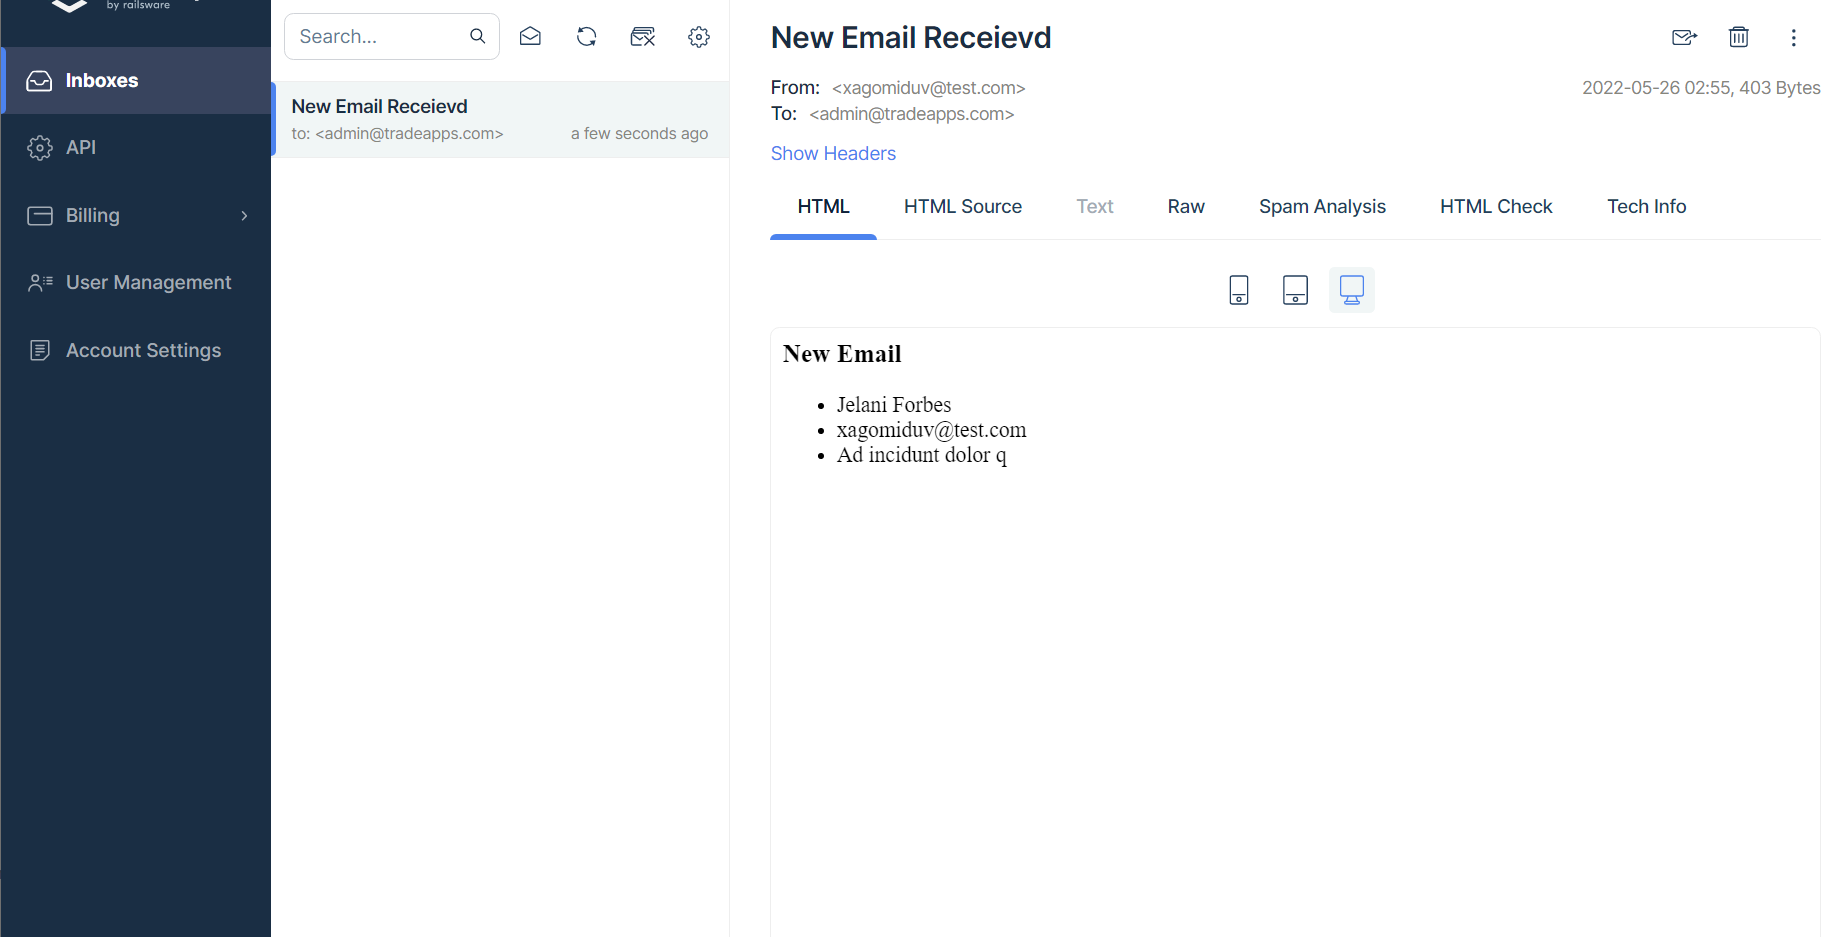 by railsware
Inboxes
API
Billing
User Management
Account Settings
Search...
New Email Receievd
to: <admin@tradeapps.com> a few seconds ago
New Email Receievd
From: <xagomiduv@test.com> 2022-05-26 02:55, 403 Bytes
To: <admin@tradeapps.com>
Show Headers
HTML HTML Source Text Raw Spam Analysis HTML Check Tech Info
New Email
• Jelani Forbes
• xagomiduv@test.com
• Ad incidunt dolor q